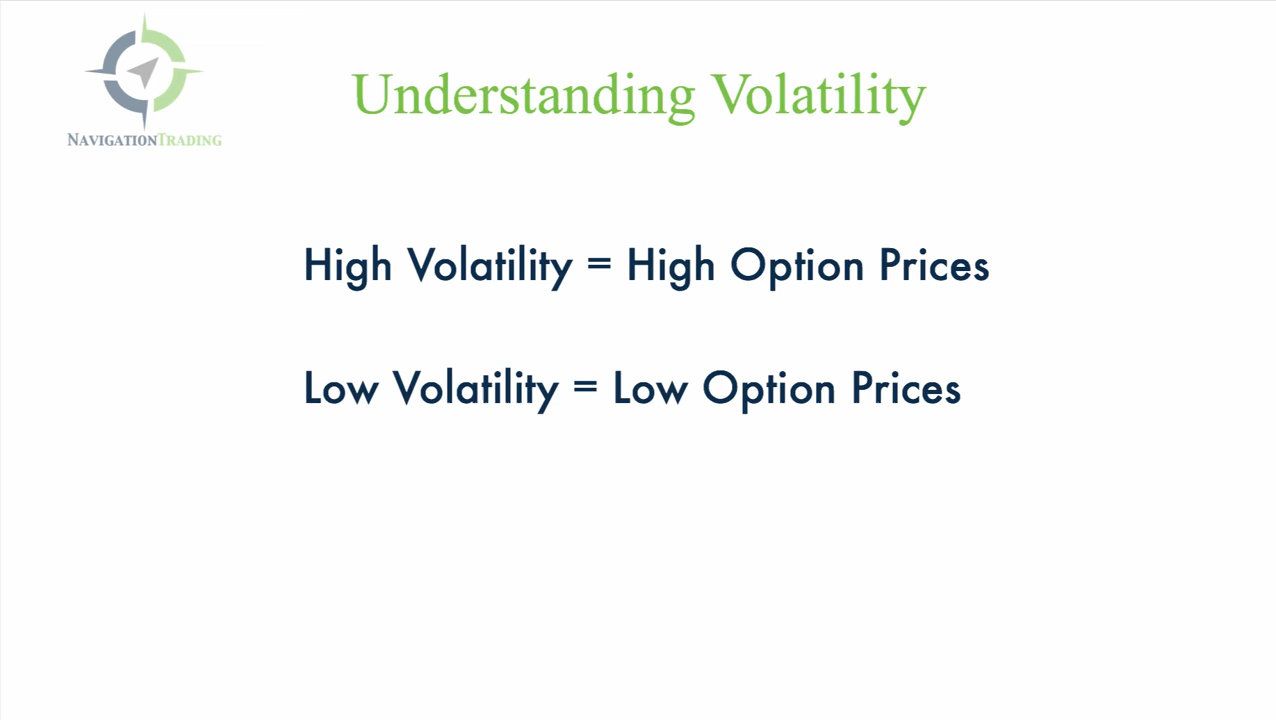 NAVIGATIONTRADING
Understanding Volatility
High Volatility = High Option Prices
Low Volatility = Low Option Prices